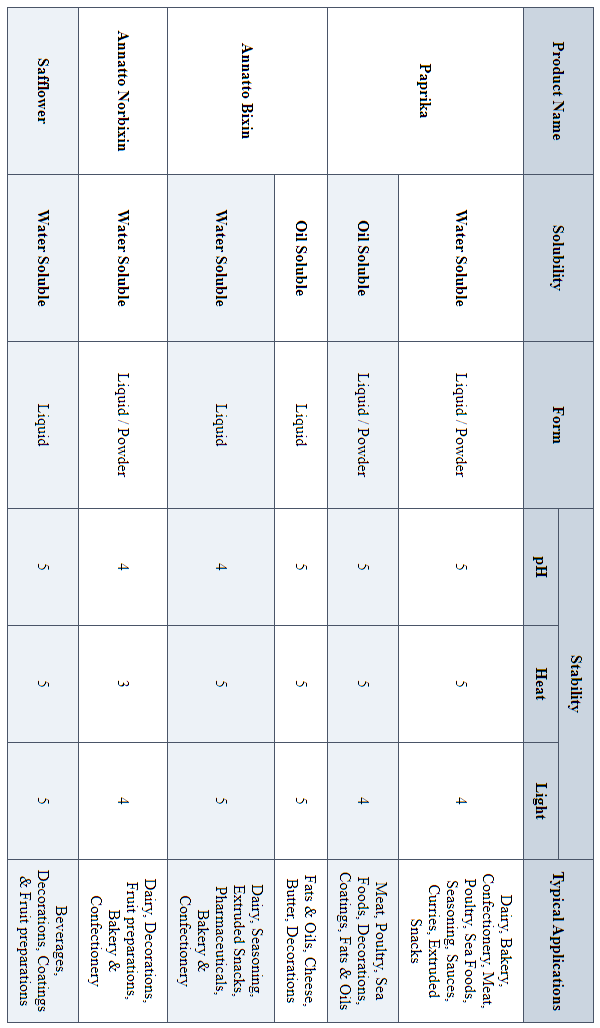 Product Name
Solubility
Form
Stability
pH
Heat
Light
Typical Applications
Paprika
Water Soluble
Liquid / Powder
5
5
4
Dairy, Bakery,
Confectionery, Meat,
Poultry, Sea Foods,
Seasoning, Sauces,
Curries, Extruded
Snacks
Oil Soluble
Liquid / Powder
5
5
4
Meat, Poultry, Sea
Foods, Decorations,
Coatings, Fats & Oils
Annatto Bixin
Oil Soluble
Liquid
5
5
5
Fats & Oils, Cheese,
Butter, Decorations
Water Soluble
Liquid
4
5
5
Dairy, Seasoning,
Extruded Snacks,
Pharmaceuticals,
Bakery &
Confectionery
Annatto Norbixin
Water Soluble
Liquid / Powder
4
3
4
Dairy, Decorations,
Fruit preparations,
Bakery &
Confectionery
Safflower
Water Soluble
Liquid
5
5
5
Beverages,
Decorations, Coatings
& Fruit preparations